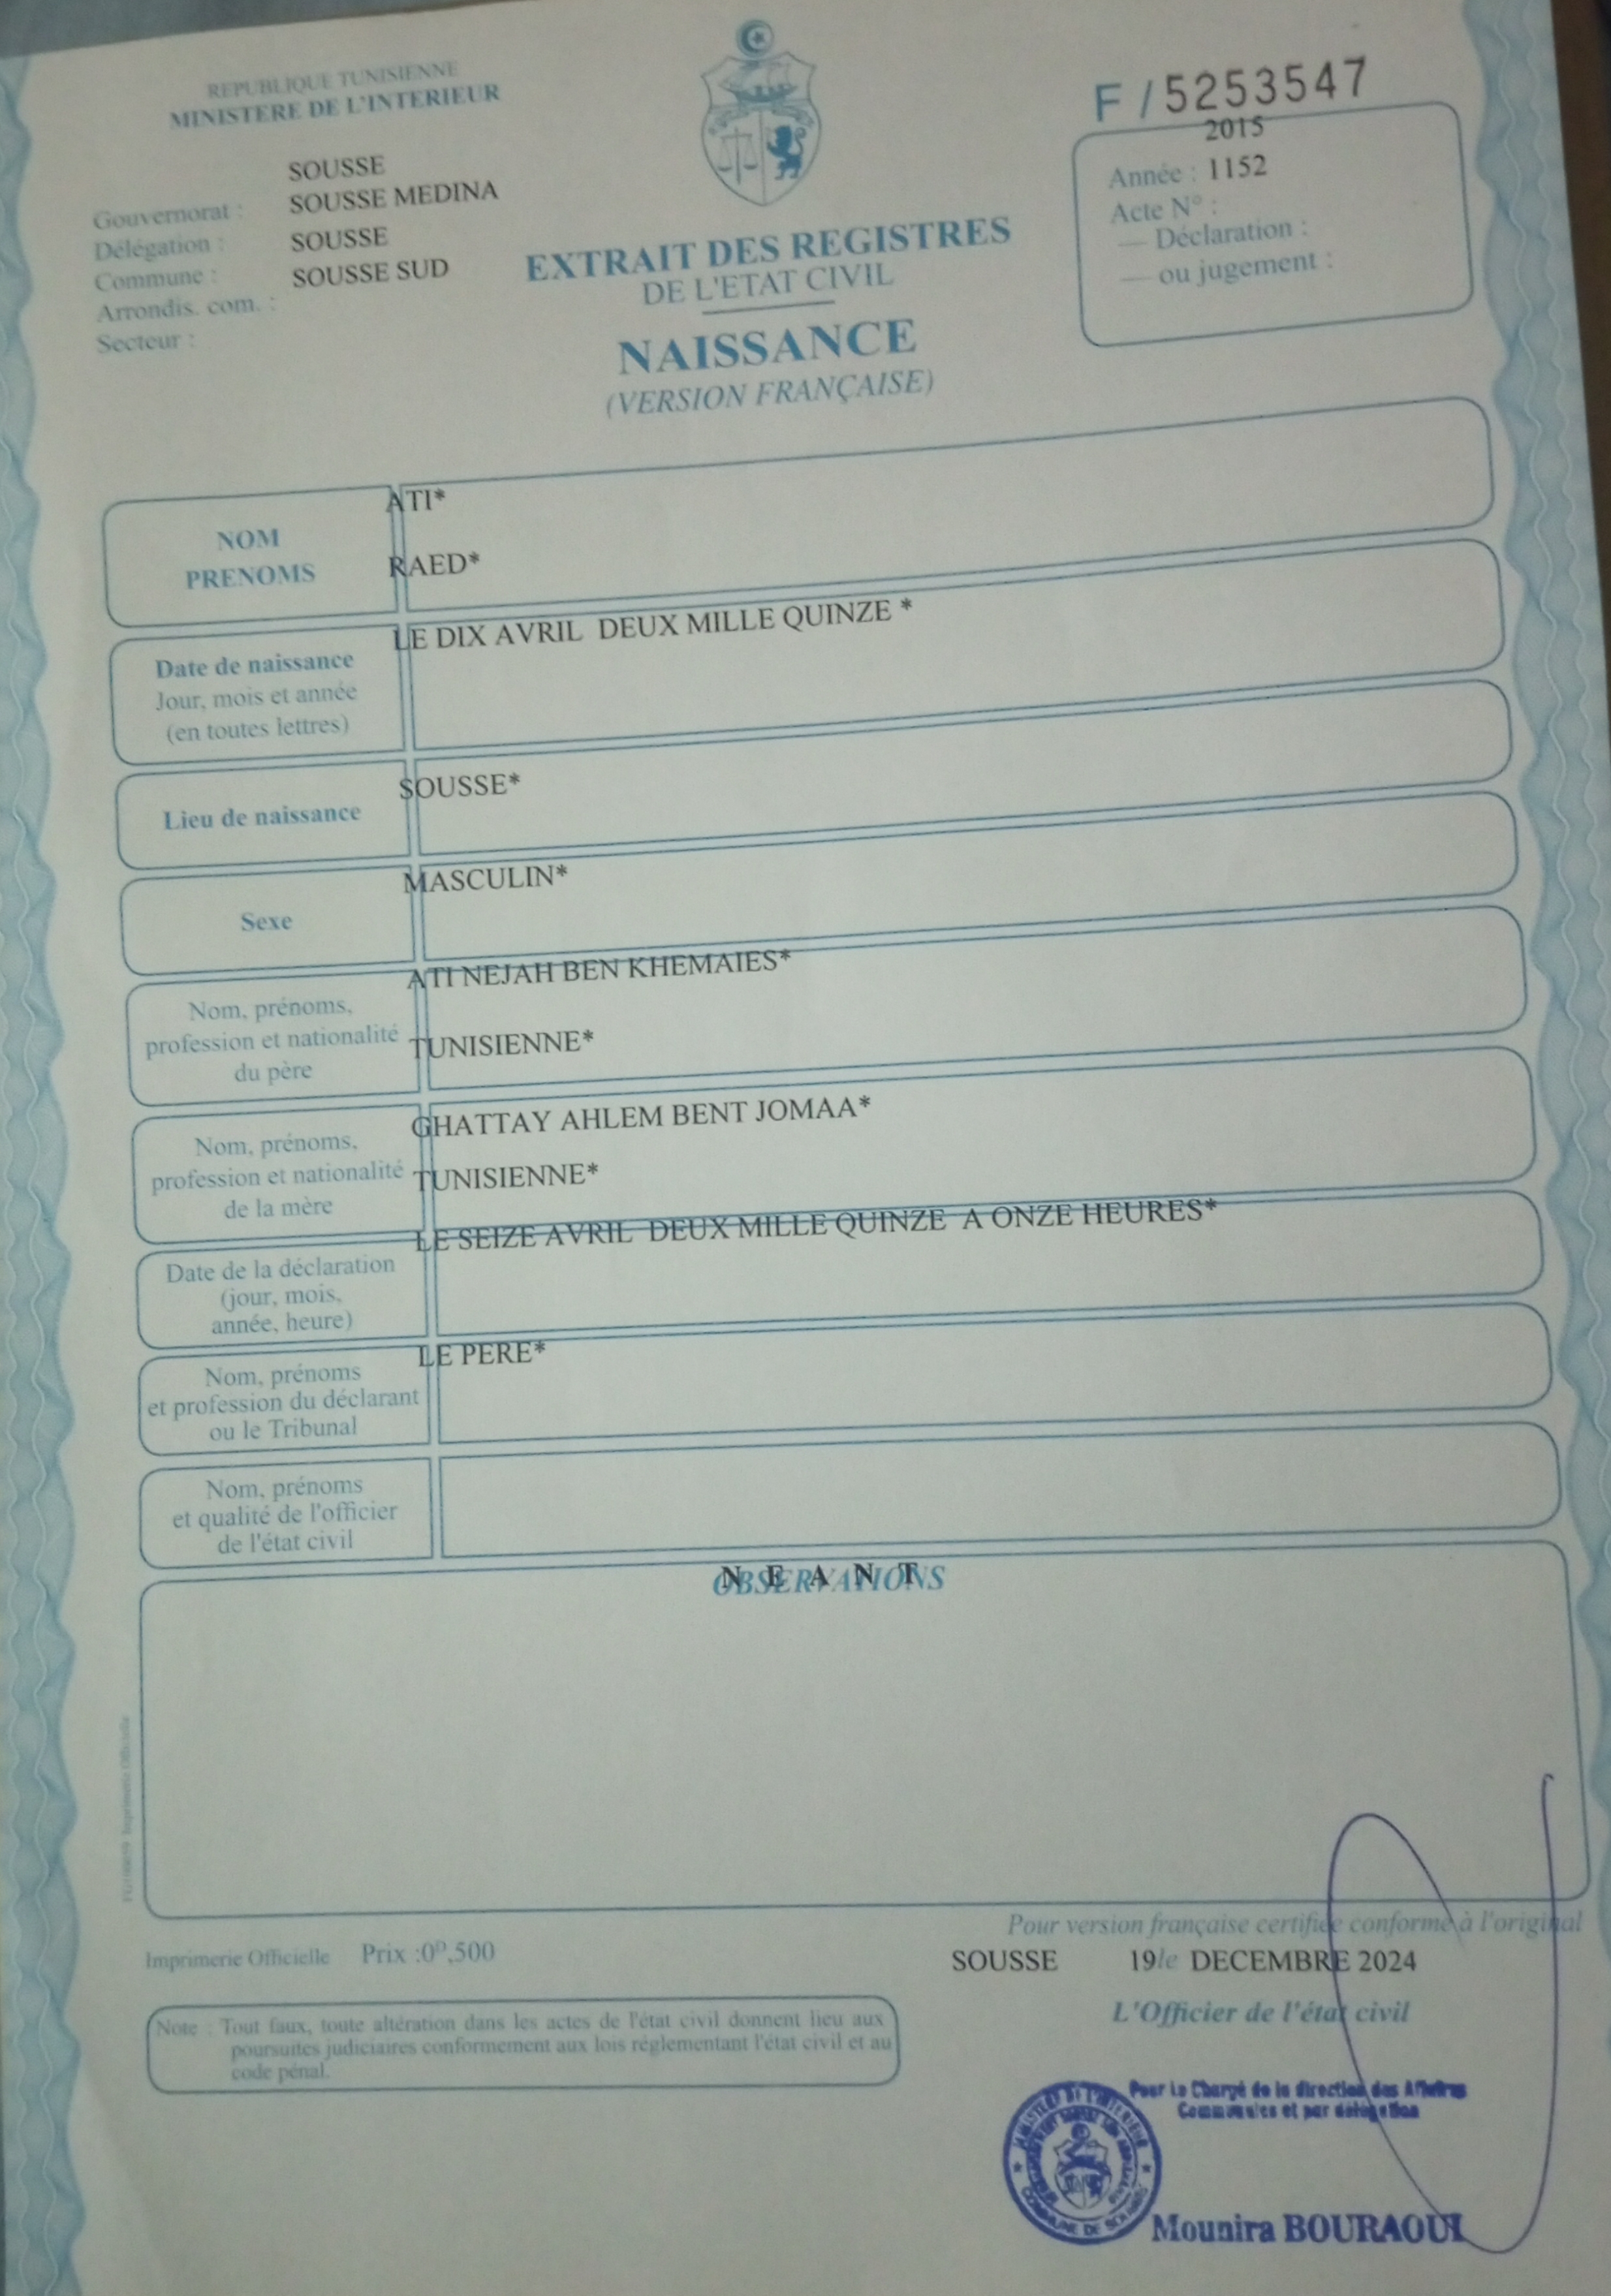 REPUBLIQUE TUNISIENNE
MINISTERE DE L'INTERIEUR
F / 5253547
SOUSSE
Gouvernorat : SOUSSE MEDINA
Délégation : SOUSSE
Commune : SOUSSE SUD
Arrondis. com. :
Secteur :
2015
Année : 1152
Acte N° :
— Déclaration :
— ou jugement :
EXTRAIT DES REGISTRES
DE L'ETAT CIVIL
NAISSANCE
(VERSION FRANÇAISE)
NOM
PRENOMS
ATI*
RAED*
Date de naissance
Jour, mois et année
(en toutes lettres)
LE DIX AVRIL DEUX MILLE QUINZE *
Lieu de naissance
SOUSSE*
Sexe
MASCULIN*
Nom, prénoms,
profession et nationalité
du père
ATI NEJAH BEN KHEMAIES*
TUNISIENNE*
Nom, prénoms,
profession et nationalité
de la mère
GHATTAY AHLEM BENT JOMAA*
TUNISIENNE*
Date de la déclaration
(jour, mois,
année, heure)
LE SEIZE AVRIL DEUX MILLE QUINZE A ONZE HEURES*
Nom, prénoms
et profession du déclarant
ou le Tribunal
LE PERE*
Nom, prénoms
et qualité de l'officier
de l'état civil
OBSERVATIONS
N E A N T
Imprimerie Officielle
Pour version française certifiée conforme à l'original
Imprimerie Officielle Prix :0ᴰ,500
SOUSSE 19 le DECEMBRE 2024
L'Officier de l'état civil
Note : Tout faux, toute altération dans les actes de l'état civil donnent lieu aux
poursuites judiciaires conformement aux lois réglementant l'état civil et au
code pénal.
Pour Le Chargé de la direction des Affaires
Communales et par délégation
MINISTERE DE L'INTERIEUR
COMMUNE DE SOUSSE
Mounira BOURAOUI